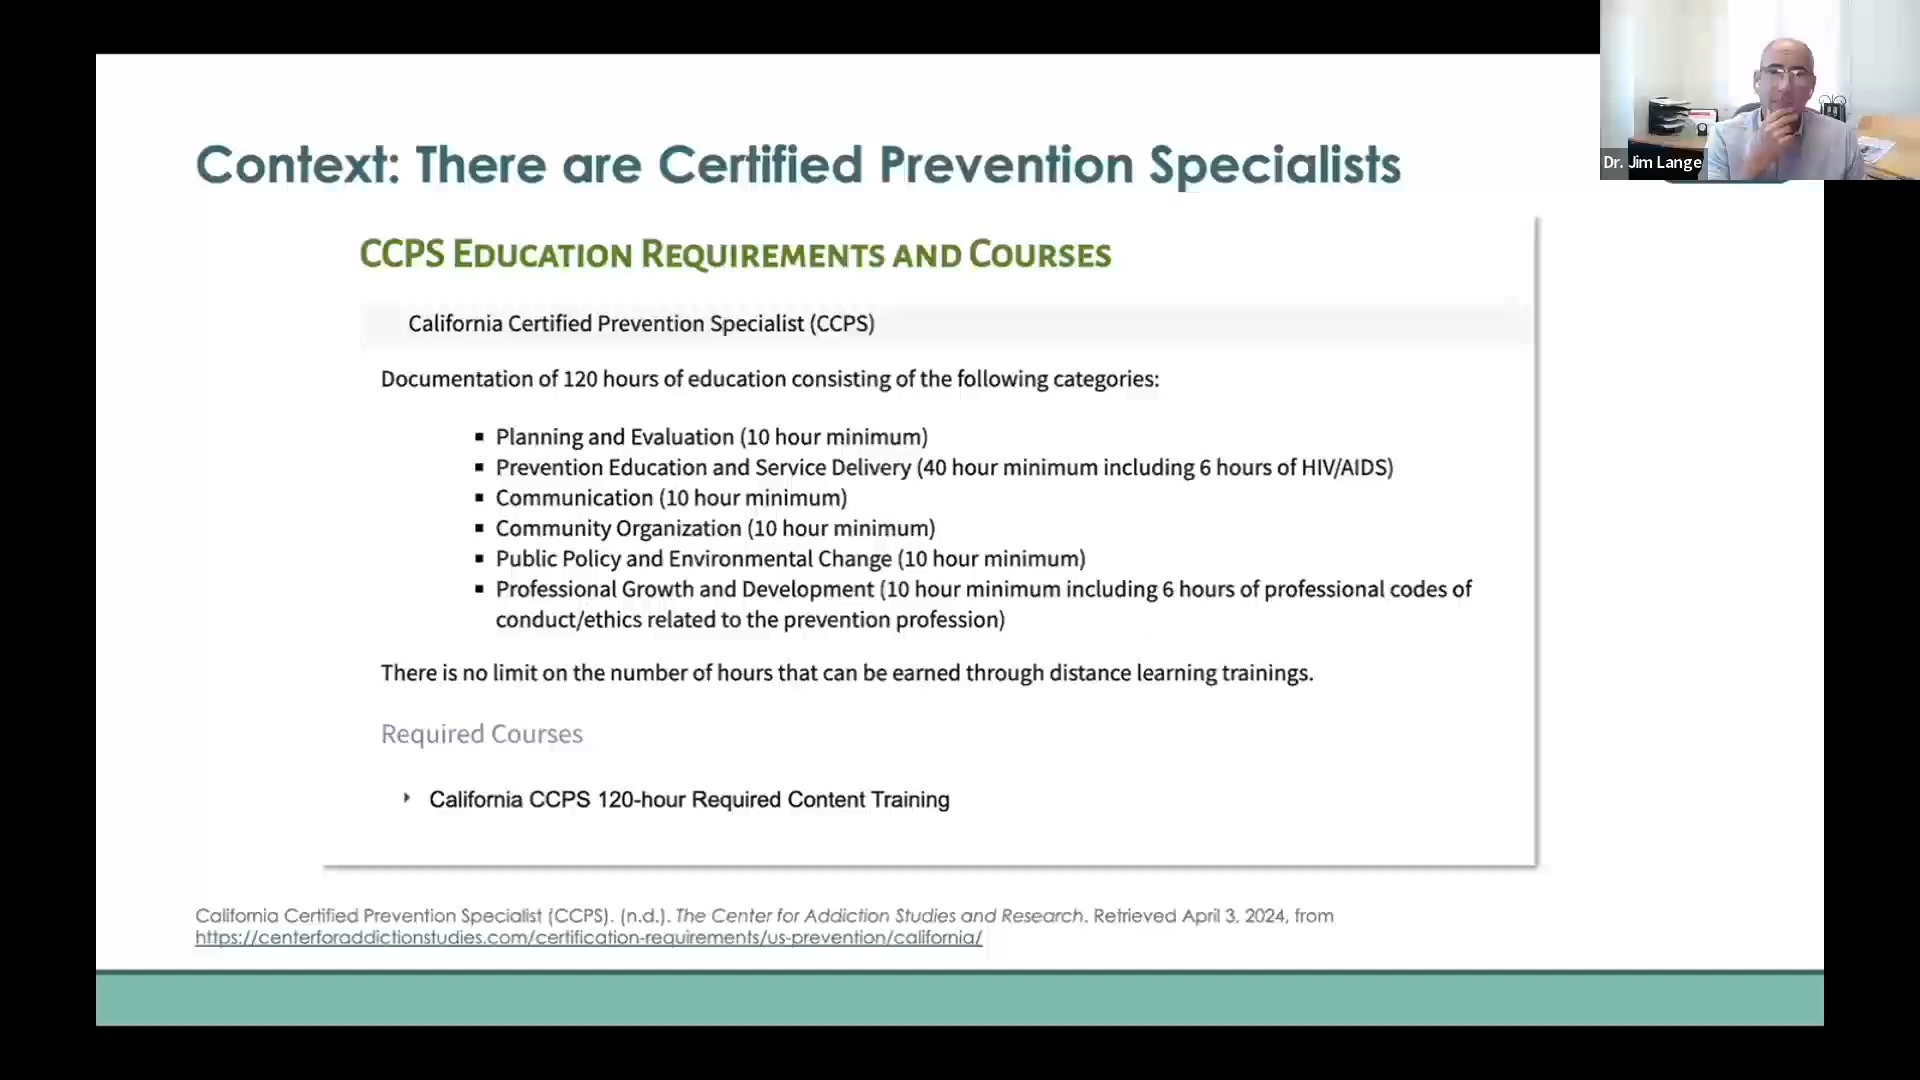 Context: There are Certified Prevention Specialists
Dr. Jim Lange
CCPS EDUCATION REQUIREMENTS AND COURSES
California Certified Prevention Specialist (CCPS)
Documentation of 120 hours of education consisting of the following categories:
▪ Planning and Evaluation (10 hour minimum)
▪ Prevention Education and Service Delivery (40 hour minimum including 6 hours of HIV/AIDS)
▪ Communication (10 hour minimum)
▪ Community Organization (10 hour minimum)
▪ Public Policy and Environmental Change (10 hour minimum)
▪ Professional Growth and Development (10 hour minimum including 6 hours of professional codes of
conduct/ethics related to the prevention profession)
There is no limit on the number of hours that can be earned through distance learning trainings.
Required Courses
California CCPS 120-hour Required Content Training
California Certified Prevention Specialist (CCPS). (n.d.). The Center for Addiction Studies and Research. Retrieved April 3, 2024, from
https://centerforaddictionstudies.com/certification-requirements/us-prevention/california/